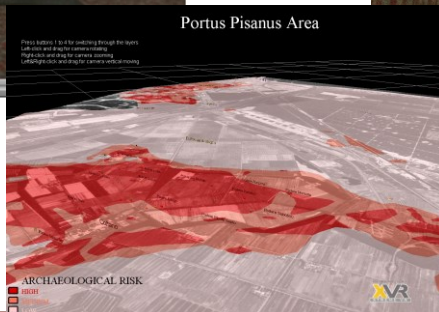 Portus Pisanus Area
Press buttons 1 to 4 for switching through the layers
Left-click and drag for camera rotating
Right-click and drag for camera zooming
Left&Right-click and drag for camera vertical moving
ARCHAEOLOGICAL RISK
HIGH
XVR